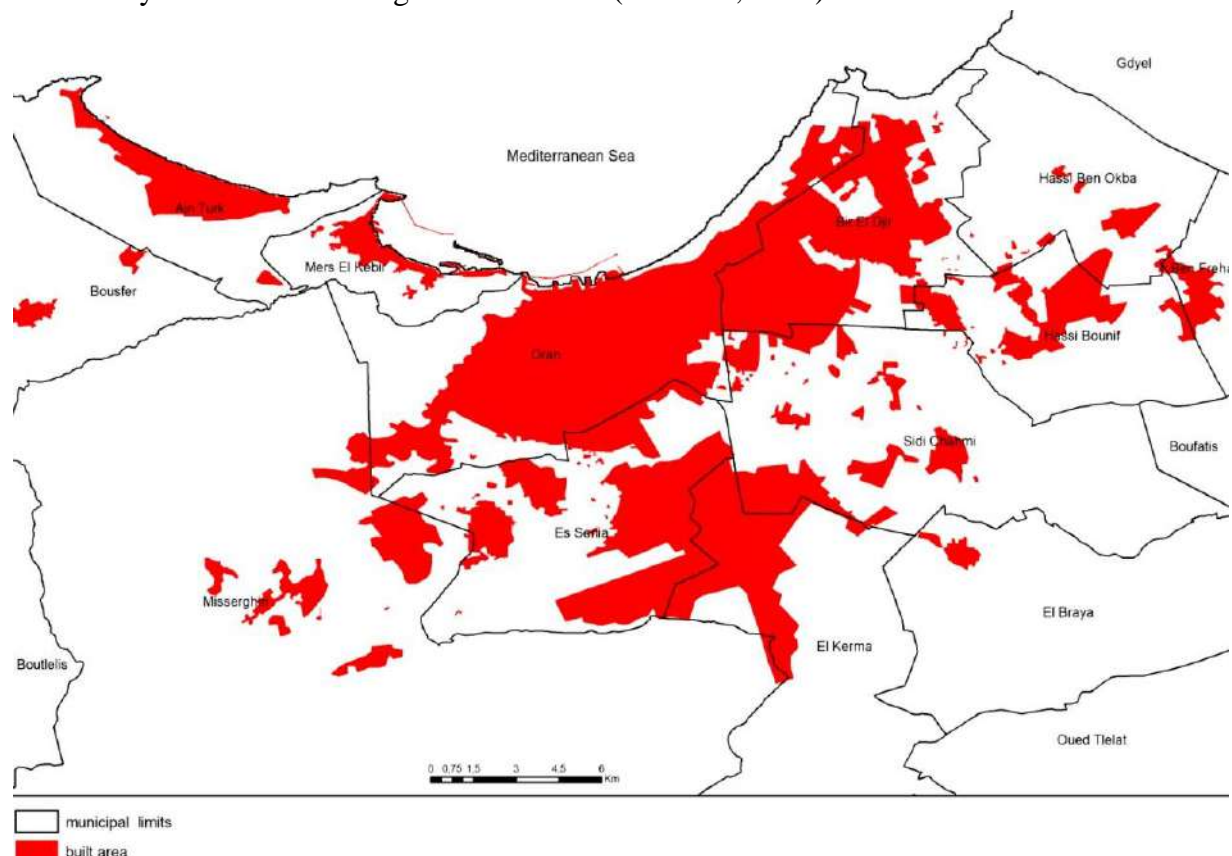 Gdyel
Mediterranean Sea
Hassi Ben Okba
Ain Turk
Bir El Djir
Mers El Kebir
Ben Freha
Bousfer
Hassi Bounif
Oran
Sidi Chahmi
Boufatis
Es Senia
Misserghin
El Braya
El Kerma
Boutlelis
Oued Tlelat
0 0,75 1,5 3 4,5 6
Km
municipal limits
built area